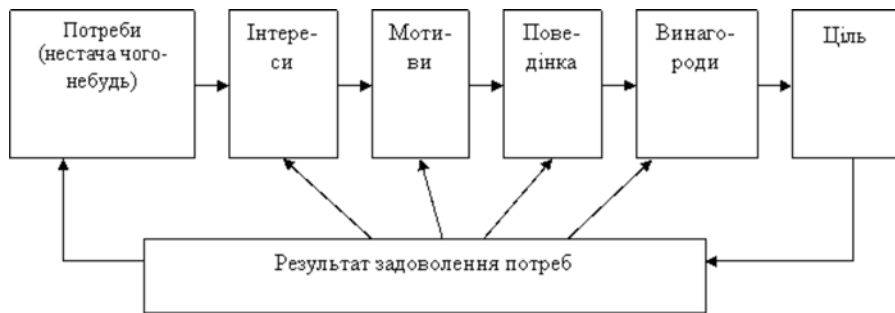 Потреби
(нестача чого-
небудь)
Інтере-
си
Моти-
ви
Пове-
дінка
Винаго-
роди
Ціль
Результат задоволення потреб